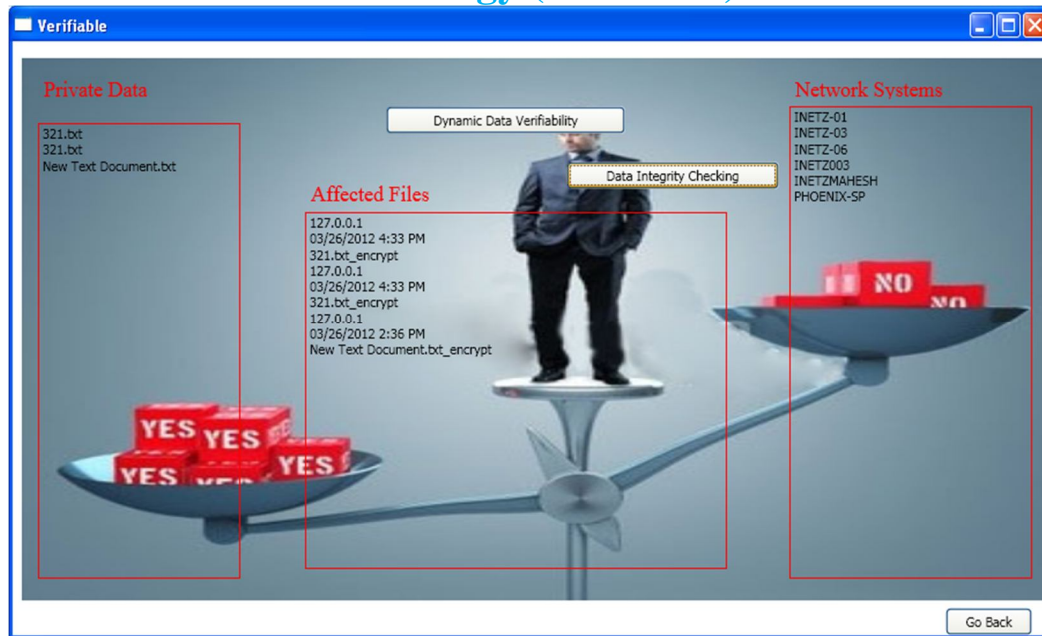 Verifiable
Private Data
321.txt
321.txt
New Text Document.txt
Dynamic Data Verifiability
Data Integrity Checking
Affected Files
127.0.0.1
03/26/2012 4:33 PM
321.txt_encrypt
127.0.0.1
03/26/2012 4:33 PM
321.txt_encrypt
127.0.0.1
03/26/2012 2:36 PM
New Text Document.txt_encrypt
Network Systems
INETZ-01
INETZ-03
INETZ-06
INETZ003
INETZMAHESH
PHOENIX-SP
NO
NO
YES
YES
YES
YES
YES
Go Back